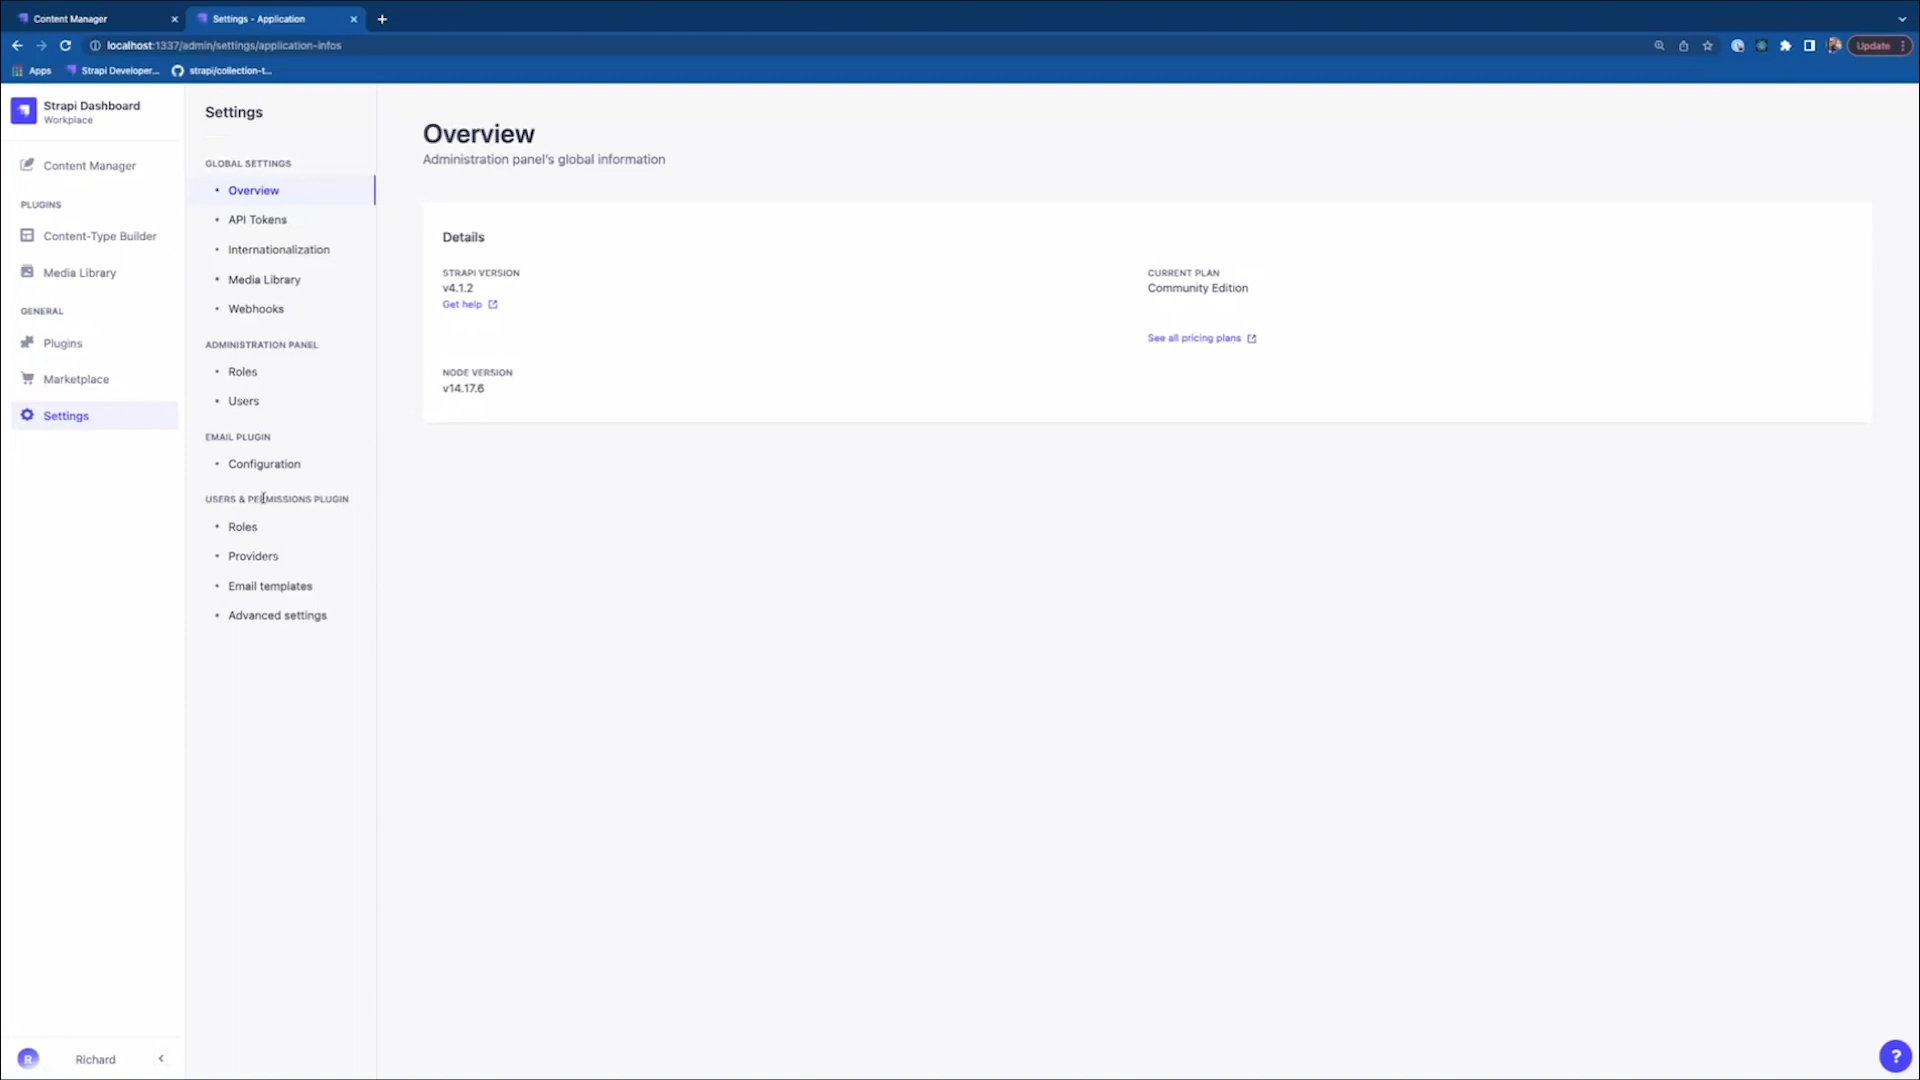 Content Manager
Settings - Application
localhost:1337/admin/settings/application-infos
Update
Apps
Strapi Developer...
strapi/collection-t...
Strapi Dashboard
Workplace
Content Manager
PLUGINS
Content-Type Builder
Media Library
GENERAL
Plugins
Marketplace
Settings
R
Richard
Settings
GLOBAL SETTINGS
Overview
API Tokens
Internationalization
Media Library
Webhooks
ADMINISTRATION PANEL
Roles
Users
EMAIL PLUGIN
Configuration
USERS & PERMISSIONS PLUGIN
Roles
Providers
Email templates
Advanced settings
Overview
Administration panel's global information
Details
STRAPI VERSION
v4.1.2
Get help
CURRENT PLAN
Community Edition
See all pricing plans
NODE VERSION
v14.17.6
?